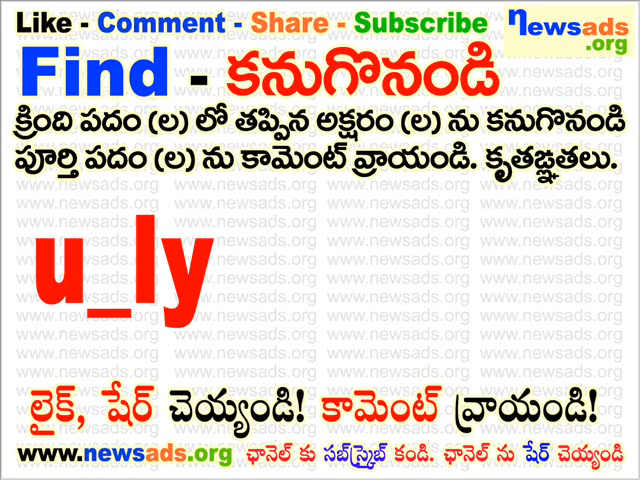 Like - Comment - Share - Subscribe
newsads
.org
Find - కనుగొనండి
క్రింది పదం (ల) లో తప్పిన అక్షరం (ల) ను కనుగొనండి
పూర్తి పదం (ల) ను కామెంట్ వ్రాయండి. కృతజ్ఞతలు.
u_ly
లైక్, షేర్ చెయ్యండి! కామెంట్ వ్రాయండి!
www.newsads.org ఛానెల్ కు సబ్‌స్క్రైబ్ కండి. ఛానెల్ ను షేర్ చెయ్యండి